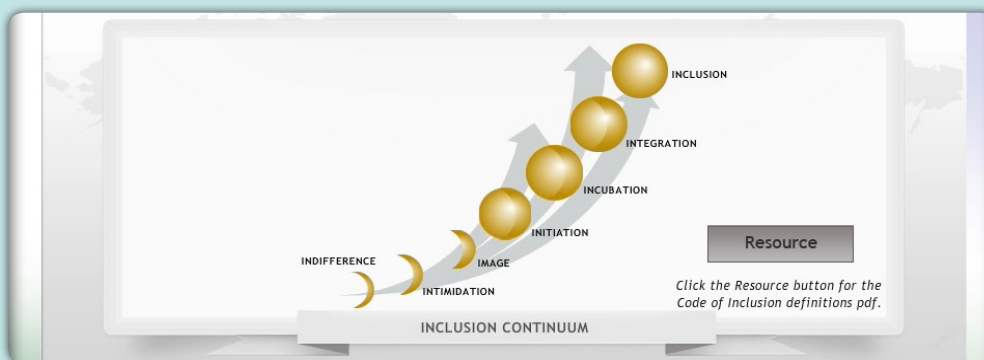 INCLUSION
INTEGRATION
INCUBATION
INITIATION
IMAGE
INDIFFERENCE
INTIMIDATION
Resource
Click the Resource button for the
Code of Inclusion definitions pdf.
INCLUSION CONTINUUM